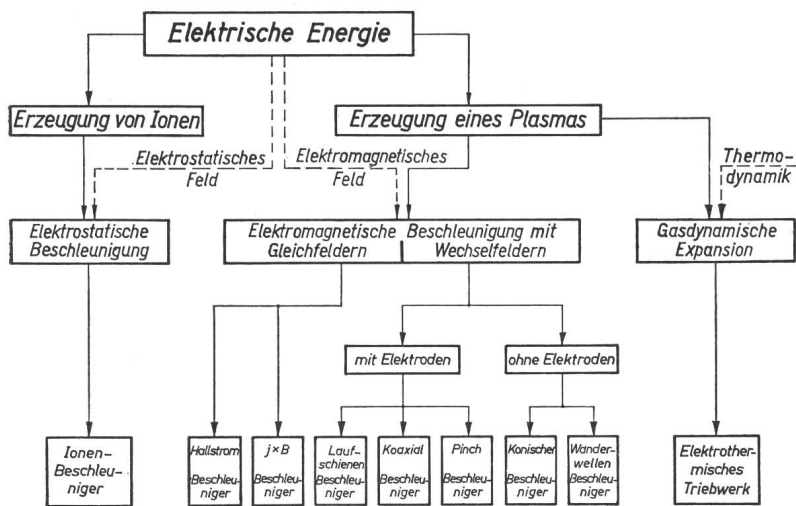 Elektrische Energie
Erzeugung von Ionen
Erzeugung eines Plasmas
Elektrostatisches
Feld
Elektromagnetisches
Feld
Thermo-
dynamik
Elektrostatische
Beschleunigung
Elektromagnetische Beschleunigung mit
Gleichfeldern Wechselfeldern
Gasdynamische
Expansion
mit Elektroden
ohne Elektroden
Ionen-
Beschleu-
niger
Hallstrom
Beschleu-
niger
j×B
Beschleu-
niger
Lauf-
schienen
Beschleu-
niger
Koaxial
Beschleu-
niger
Pinch
Beschleu-
niger
Konischer
Beschleu-
niger
Wander-
wellen
Beschleu-
niger
Elektrother-
misches
Triebwerk